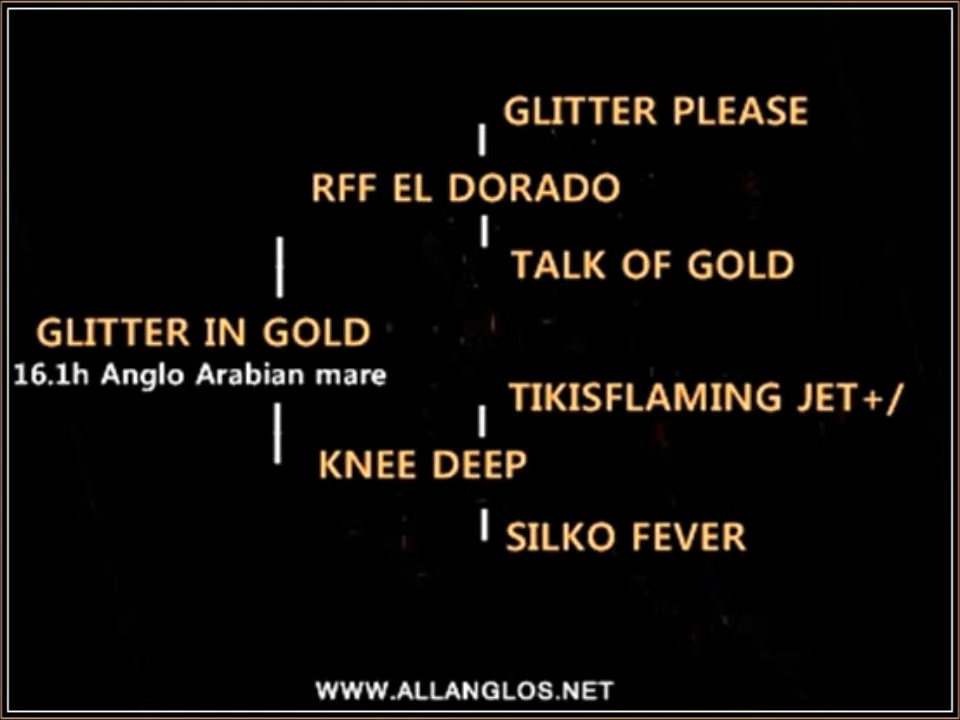 GLITTER PLEASE
RFF EL DORADO
TALK OF GOLD
GLITTER IN GOLD
16.1h Anglo Arabian mare
TIKISFLAMING JET+/
KNEE DEEP
SILKO FEVER
WWW.ALLANGLOS.NET